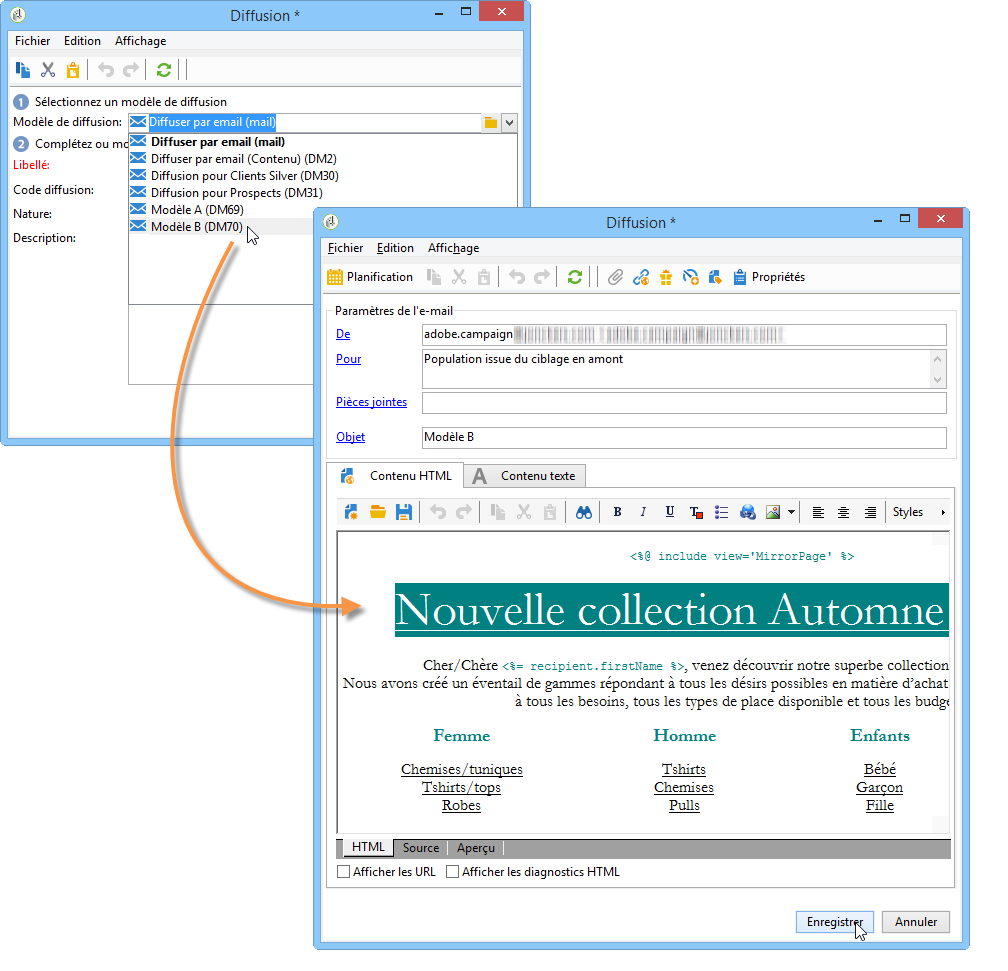 Diffusion *
Fichier Edition Affichage
1 Sélectionnez un modèle de diffusion
Modèle de diffusion: Diffuser par email (mail)
Diffuser par email (mail)
Diffuser par email (Contenu) (DM2)
Diffusion pour Clients Silver (DM30)
Diffusion pour Prospects (DM31)
Modèle A (DM69)
Modèle B (DM70)
2 Complétez ou mo
Libellé:
Code diffusion:
Nature:
Description:
Diffusion *
Fichier Edition Affichage
Planification Propriétés
Paramètres de l'e-mail
De adobe.campaign
Pour Population issue du ciblage en amont
Pièces jointes
Objet Modèle B
Contenu HTML A Contenu texte
B I U T Styles
<%@ include view='MirrorPage' %>
Nouvelle collection Automne
Cher/Chère <%= recipient.firstName %>, venez découvrir notre superbe collection
Nous avons créé un éventail de gammes répondant à tous les désirs possibles en matière d'achat
à tous les besoins, tous les types de place disponible et tous les budge
Femme Homme Enfants
Chemises/tuniques Tshirts Bébé
Tshirts/tops Chemises Garçon
Robes Pulls Fille
HTML Source Aperçu
Afficher les URL Afficher les diagnostics HTML
Enregistrer Annuler